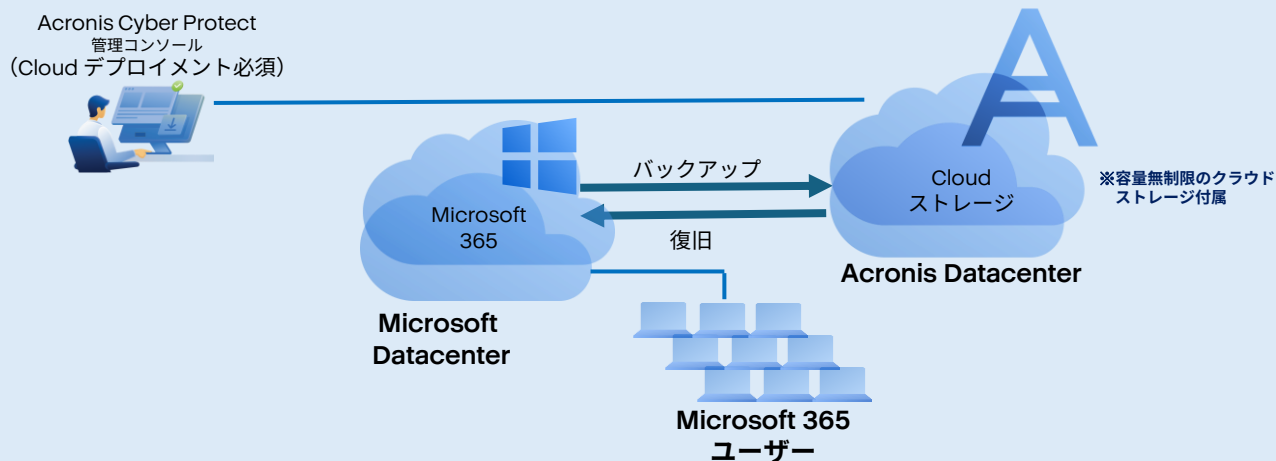 Acronis Cyber Protect
管理コンソール
（Cloud デプロイメント必須）
バックアップ
Cloud
ストレージ
※容量無制限のクラウド
ストレージ付属
Microsoft
365
復旧
Acronis Datacenter
Microsoft
Datacenter
Microsoft 365
ユーザー